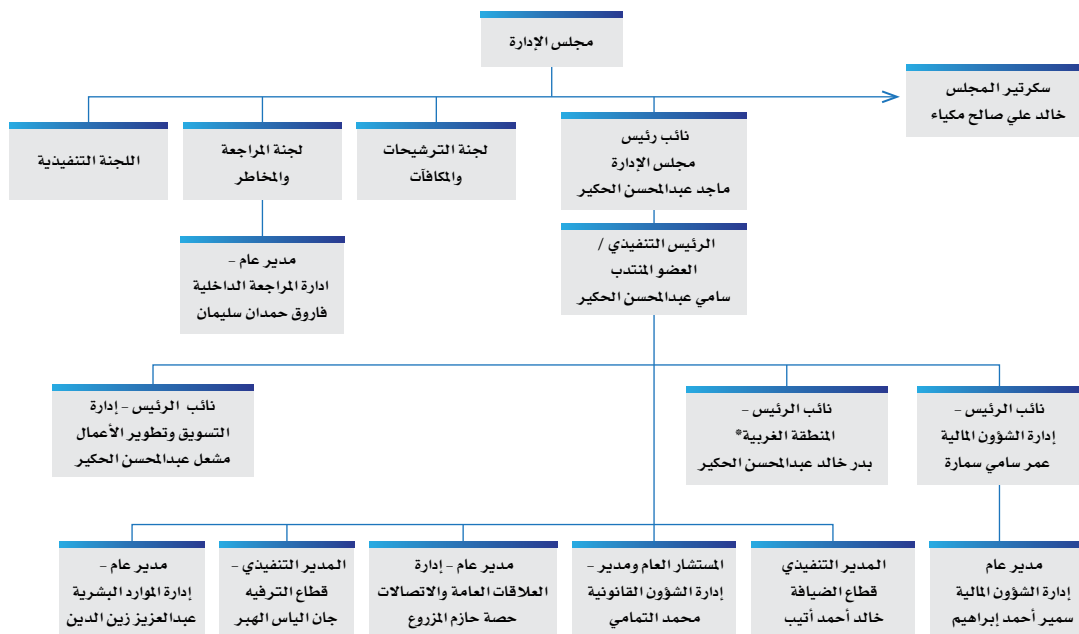 مجلس الإدارة
سكرتير المجلس
خالد علي صالح مكياء
نائب رئيس
مجلس الإدارة
ماجد عبدالمحسن الحكير
لجنة الترشيحات
والمكافآت
لجنة المراجعة
والمخاطر
اللجنة التنفيذية
الرئيس التنفيذي /
العضو المنتدب
سامي عبدالمحسن الحكير
مدير عام –
ادارة المراجعة الداخلية
فاروق حمدان سليمان
نائب الرئيس –
إدارة الشؤون المالية
عمر سامي سمارة
نائب الرئيس –
المنطقة الغربية*
بدر خالد عبدالمحسن الحكير
نائب الرئيس – إدارة
التسويق وتطوير الأعمال
مشعل عبدالمحسن الحكير
مدير عام
إدارة الشؤون المالية
سمير أحمد إبراهيم
المدير التنفيذي
قطاع الضيافة
خالد أحمد أتيب
المستشار العام ومدير –
إدارة الشؤون القانونية
محمد التمامي
مدير عام – إدارة
العلاقات العامة والاتصالات
حصة حازم المزروع
المدير التنفيذي –
قطاع الترفيه
جان الياس الهبر
مدير عام –
إدارة الموارد البشرية
عبدالعزيز زين الدين